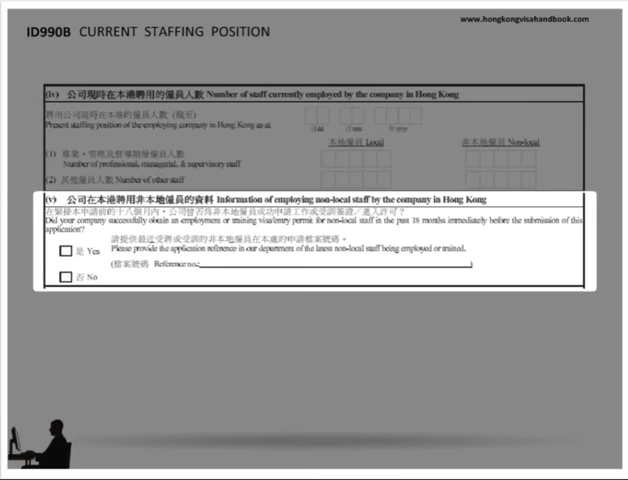 www.hongkongvisahandbook.com
ID990B CURRENT STAFFING POSITION
(iv) 公司現時在本港聘用的僱員人數 Number of staff currently employed by the company in Hong Kong
聘用公司現時在本港的僱員人數 (截至)
Present staffing position of the employing company in Hong Kong as at
日dd 月mm 年yyyy
本地僱員 Local 非本地僱員 Non-local
(1) 專業、管理及督導階層僱員人數
Number of professional, managerial, & supervisory staff
(2) 其他僱員人數 Number of other staff
(v) 公司在本港聘用非本地僱員的資料 Information of employing non-local staff by the company in Hong Kong
在緊接本申請前的十八個月內，公司曾否為非本地僱員成功申請工作或受訓簽證／進入許可？
Did your company successfully obtain an employment or training visa/entry permit for non-local staff in the past 18 months immediately before the submission of this
application?
請提供最近受聘或受訓的非本地僱員在本處的申請檔案號碼。
是 Yes Please provide the application reference in our department of the latest non-local staff being employed or trained.
(檔案號碼 Reference no.: )
否 No